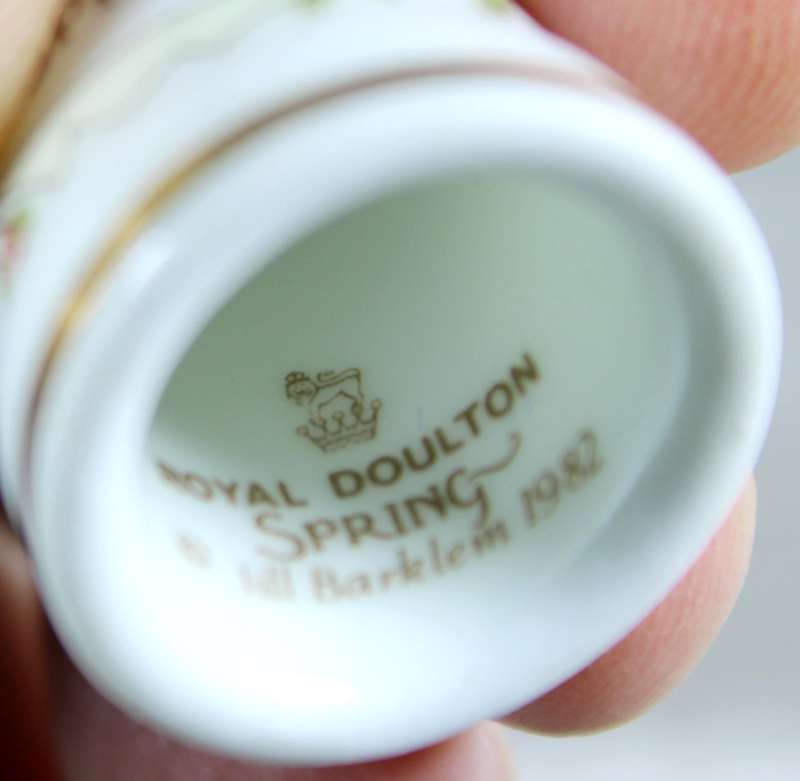 ROYAL DOULTON
SPRING
© Jill Barklem 1982